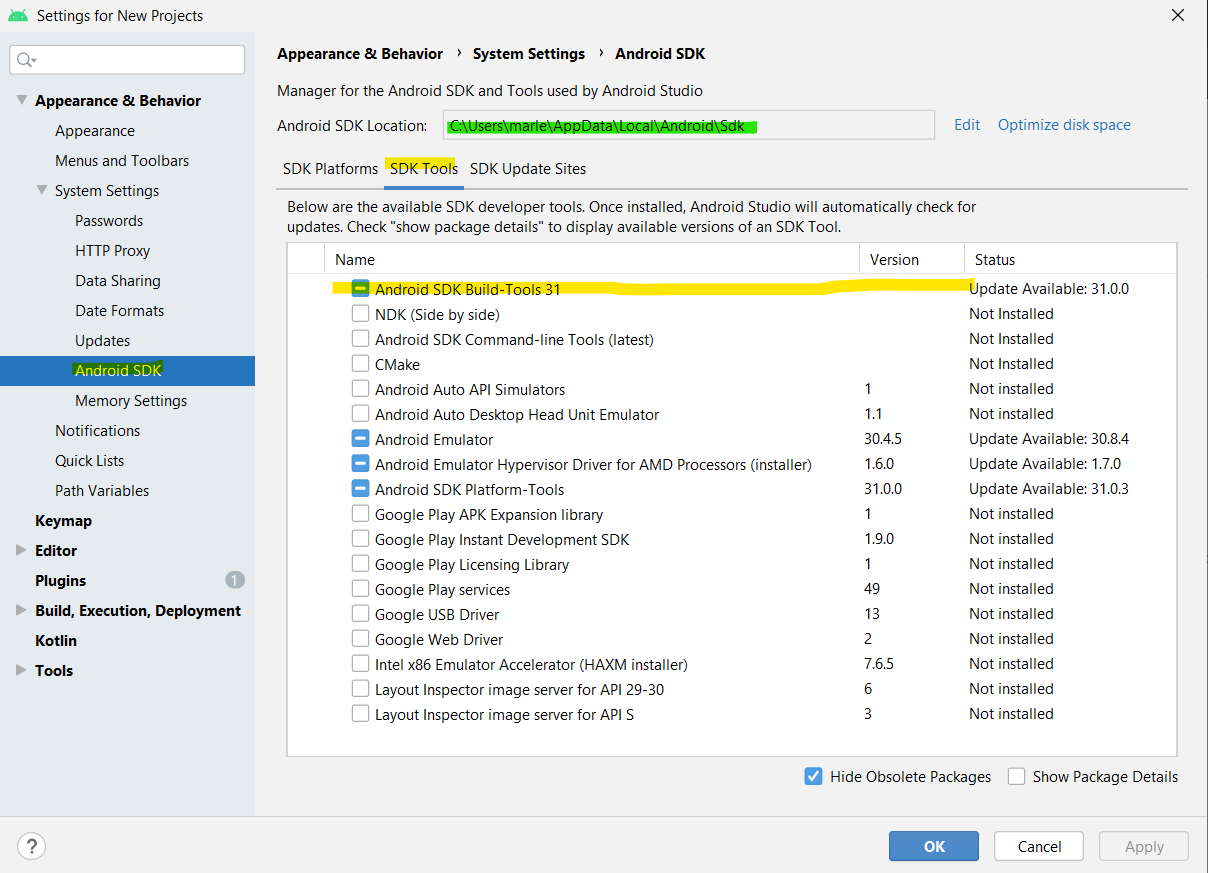 Settings for New Projects
Appearance & Behavior
Appearance
Menus and Toolbars
System Settings
Passwords
HTTP Proxy
Data Sharing
Date Formats
Updates
Android SDK
Memory Settings
Notifications
Quick Lists
Path Variables
Keymap
Editor
Plugins 1
Build, Execution, Deployment
Kotlin
Tools
Appearance & Behavior › System Settings › Android SDK
Manager for the Android SDK and Tools used by Android Studio
Android SDK Location: C:\Users\marle\AppData\Local\Android\Sdk Edit Optimize disk space
SDK Platforms SDK Tools SDK Update Sites
Below are the available SDK developer tools. Once installed, Android Studio will automatically check for
updates. Check "show package details" to display available versions of an SDK Tool.
Name Version Status
Android SDK Build-Tools 31 Update Available: 31.0.0
NDK (Side by side) Not Installed
Android SDK Command-line Tools (latest) Not Installed
CMake Not Installed
Android Auto API Simulators 1 Not installed
Android Auto Desktop Head Unit Emulator 1.1 Not installed
Android Emulator 30.4.5 Update Available: 30.8.4
Android Emulator Hypervisor Driver for AMD Processors (installer) 1.6.0 Update Available: 1.7.0
Android SDK Platform-Tools 31.0.0 Update Available: 31.0.3
Google Play APK Expansion library 1 Not installed
Google Play Instant Development SDK 1.9.0 Not installed
Google Play Licensing Library 1 Not installed
Google Play services 49 Not installed
Google USB Driver 13 Not installed
Google Web Driver 2 Not installed
Intel x86 Emulator Accelerator (HAXM installer) 7.6.5 Not installed
Layout Inspector image server for API 29-30 6 Not installed
Layout Inspector image server for API S 3 Not installed
Hide Obsolete Packages Show Package Details
? OK Cancel Apply